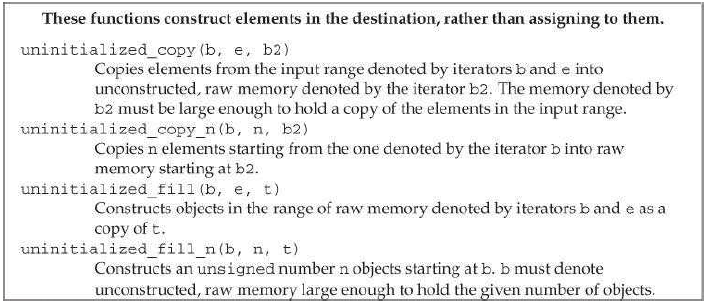 These functions construct elements in the destination, rather than assigning to them.
uninitialized_copy(b, e, b2)
Copies elements from the input range denoted by iterators b and e into
unconstructed, raw memory denoted by the iterator b2. The memory denoted by
b2 must be large enough to hold a copy of the elements in the input range.
uninitialized_copy_n(b, n, b2)
Copies n elements starting from the one denoted by the iterator b into raw
memory starting at b2.
uninitialized_fill(b, e, t)
Constructs objects in the range of raw memory denoted by iterators b and e as a
copy of t.
uninitialized_fill_n(b, n, t)
Constructs an unsigned number n objects starting at b. b must denote
unconstructed, raw memory large enough to hold the given number of objects.